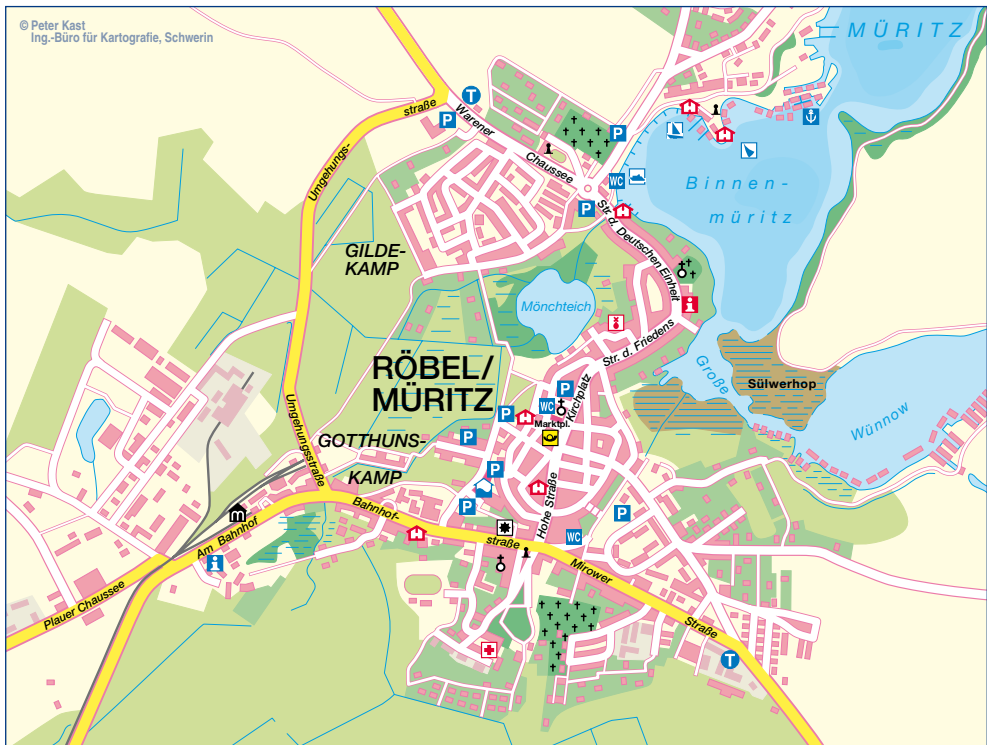 © Peter Kast
Ing.-Büro für Kartografie, Schwerin
MÜRITZ
T
Warener
straße
P
P
Umgehungs-
Chaussee
WC
Binnen-
müritz
P
Str. d. Deutschen Einheit
GILDE-
KAMP
Mönchteich
i
Str. d. Friedens
RÖBEL/
MÜRITZ
Große
Sülwerhop
P
Kirchplatz
WC
P
Marktpl.
Wünnow
Umgehungsstraße
GOTTHUNS-
KAMP
P
P
Hohe Straße
P
P
Bahnhof-
straße
WC
Am Bahnhof
i
Mirower
Plauer Chaussee
Straße
T